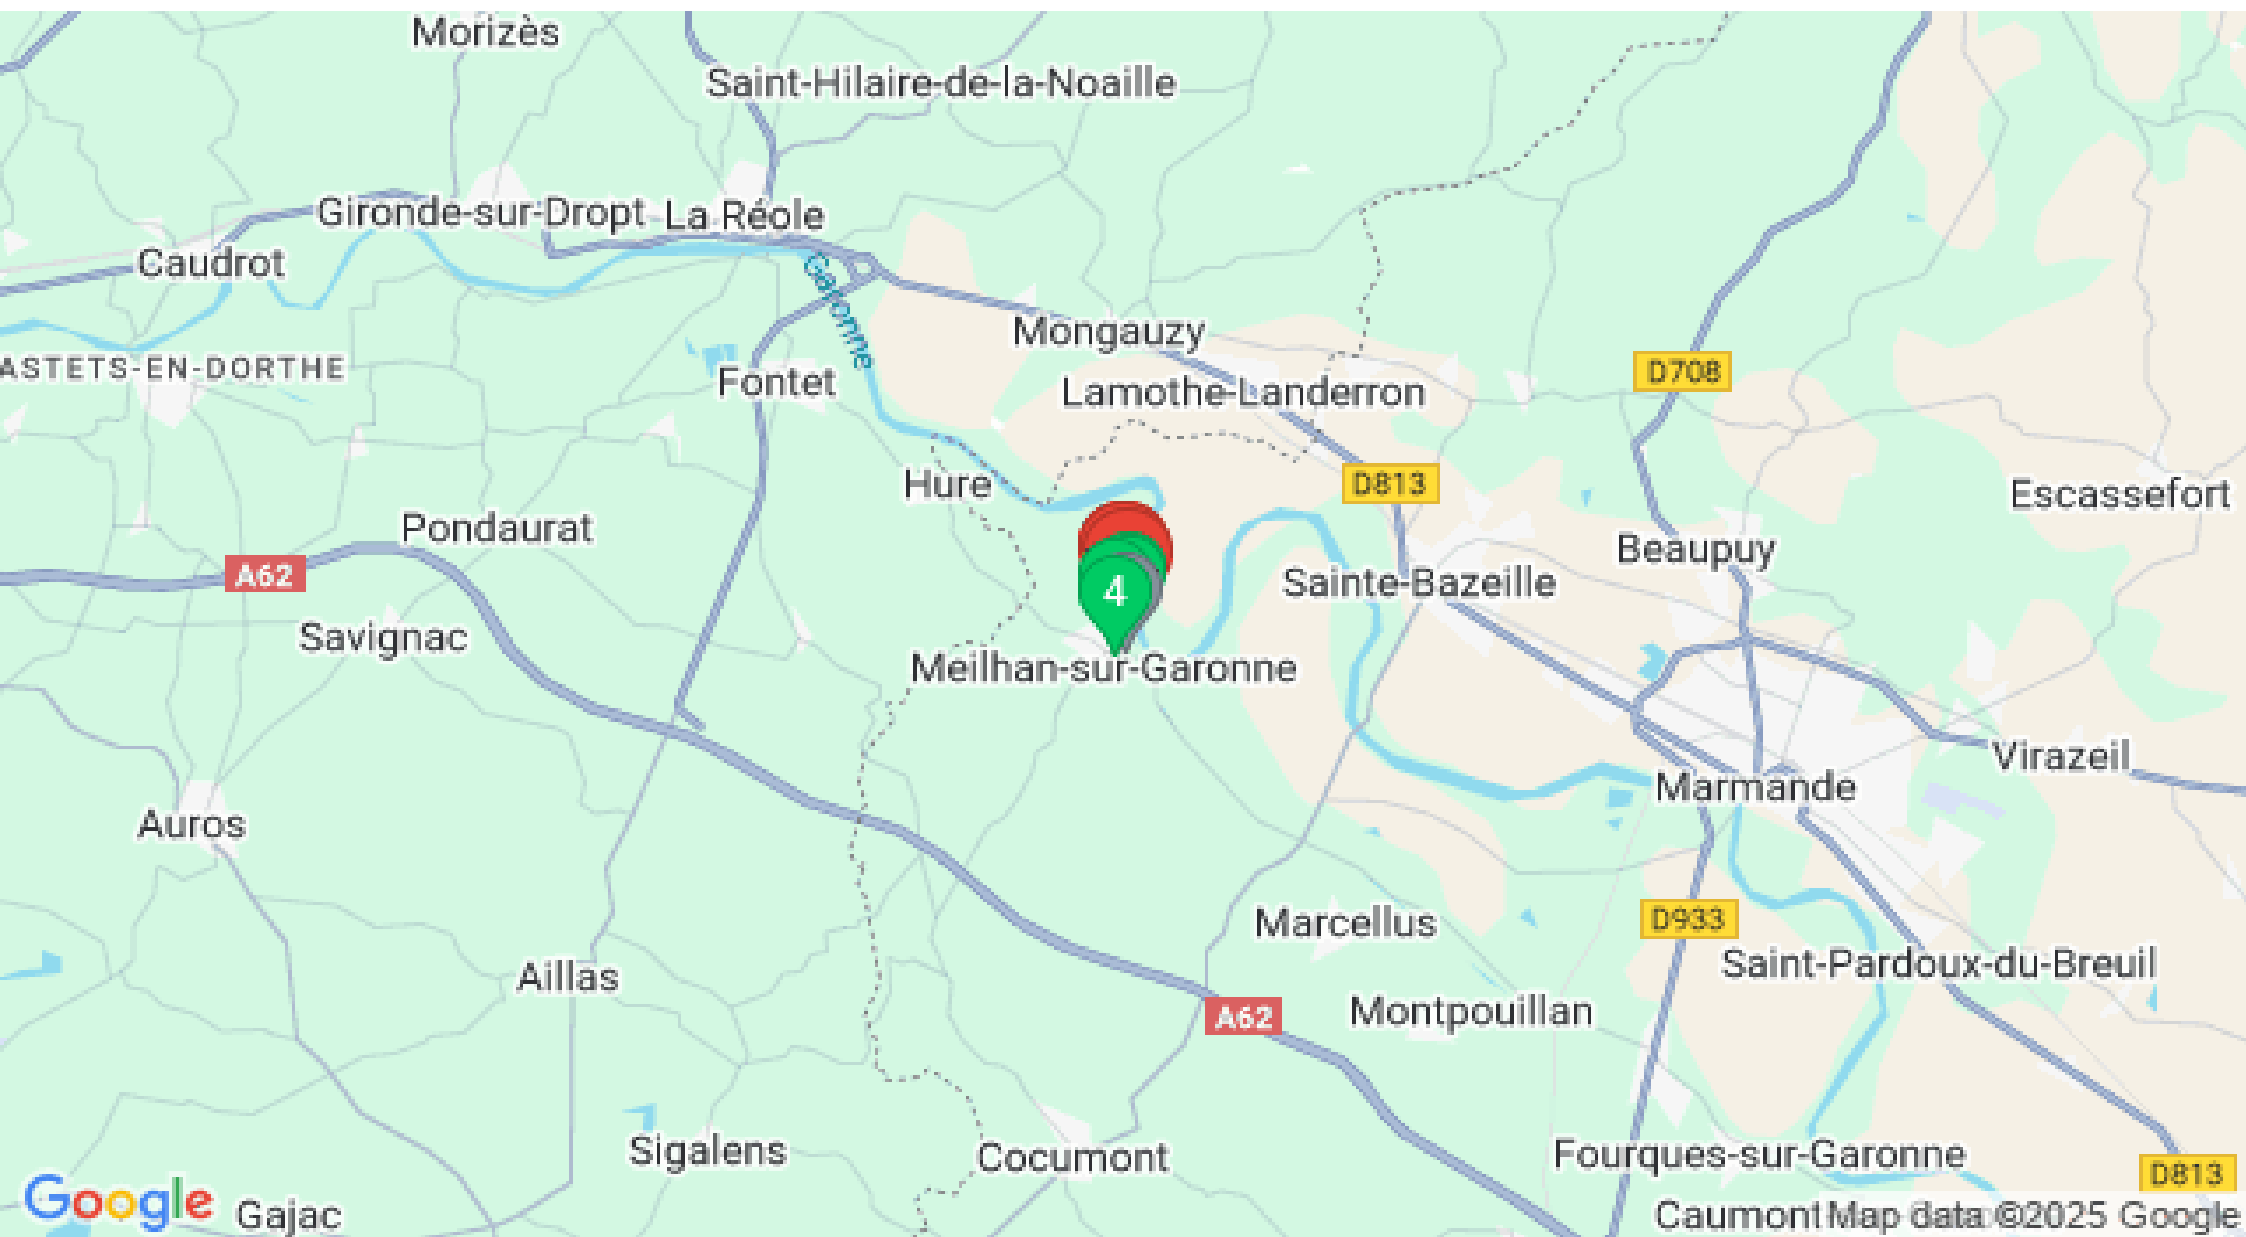 Morizès
Saint-Hilaire-de-la-Noaille
Gironde-sur-Dropt
La Réole
Caudrot
Garonne
Mongauzy
ASTETS-EN-DORTHE
Fontet
D708
Lamothe-Landerron
Hure
D813
Escassefort
Pondaurat
Beaupuy
A62
Sainte-Bazeille
4
Savignac
Meilhan-sur-Garonne
Virazeil
Marmande
Auros
Marcellus
D933
Saint-Pardoux-du-Breuil
Aillas
Montpouillan
A62
Sigalens
Cocumont
Fourques-sur-Garonne
D813
Google
Gajac
Caumont
Map data ©2025 Google